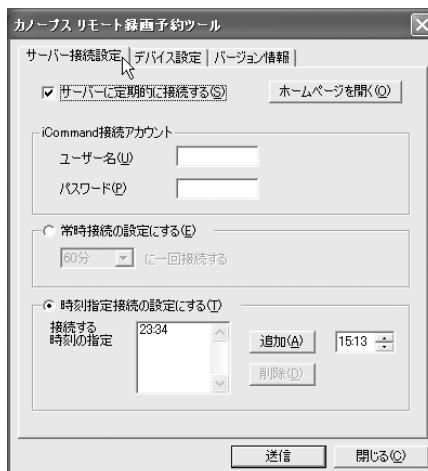 カノープス リモート録画予約ツール
サーバー接続設定 デバイス設定 バージョン情報
サーバーに定期的に接続する(S) ホームページを開く(O)
iCommand接続アカウント
ユーザー名(U)
パスワード(P)
常時接続の設定にする(E)
60分 に一回接続する
時刻指定接続の設定にする(T)
接続する
時刻の指定
23:34
追加(A) 15:13
削除(D)
送信 閉じる(C)